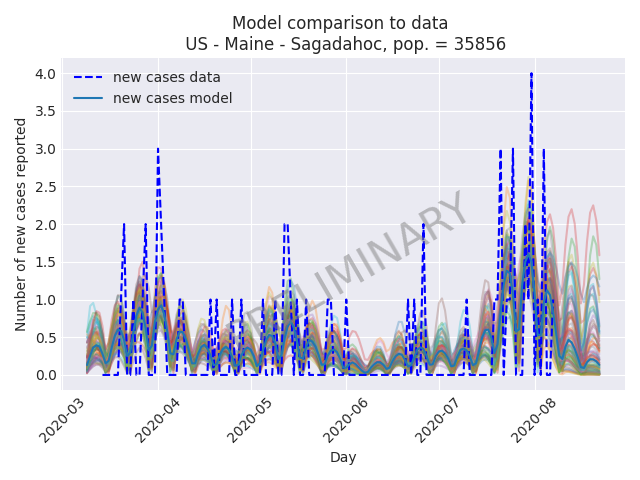 Model comparison to data
US - Maine - Sagadahoc, pop. = 35856
new cases data
new cases model
PRELIMINARY
Number of new cases reported
4.0
3.5
3.0
2.5
2.0
1.5
1.0
0.5
0.0
2020-03
2020-04
2020-05
2020-06
2020-07
2020-08
Day